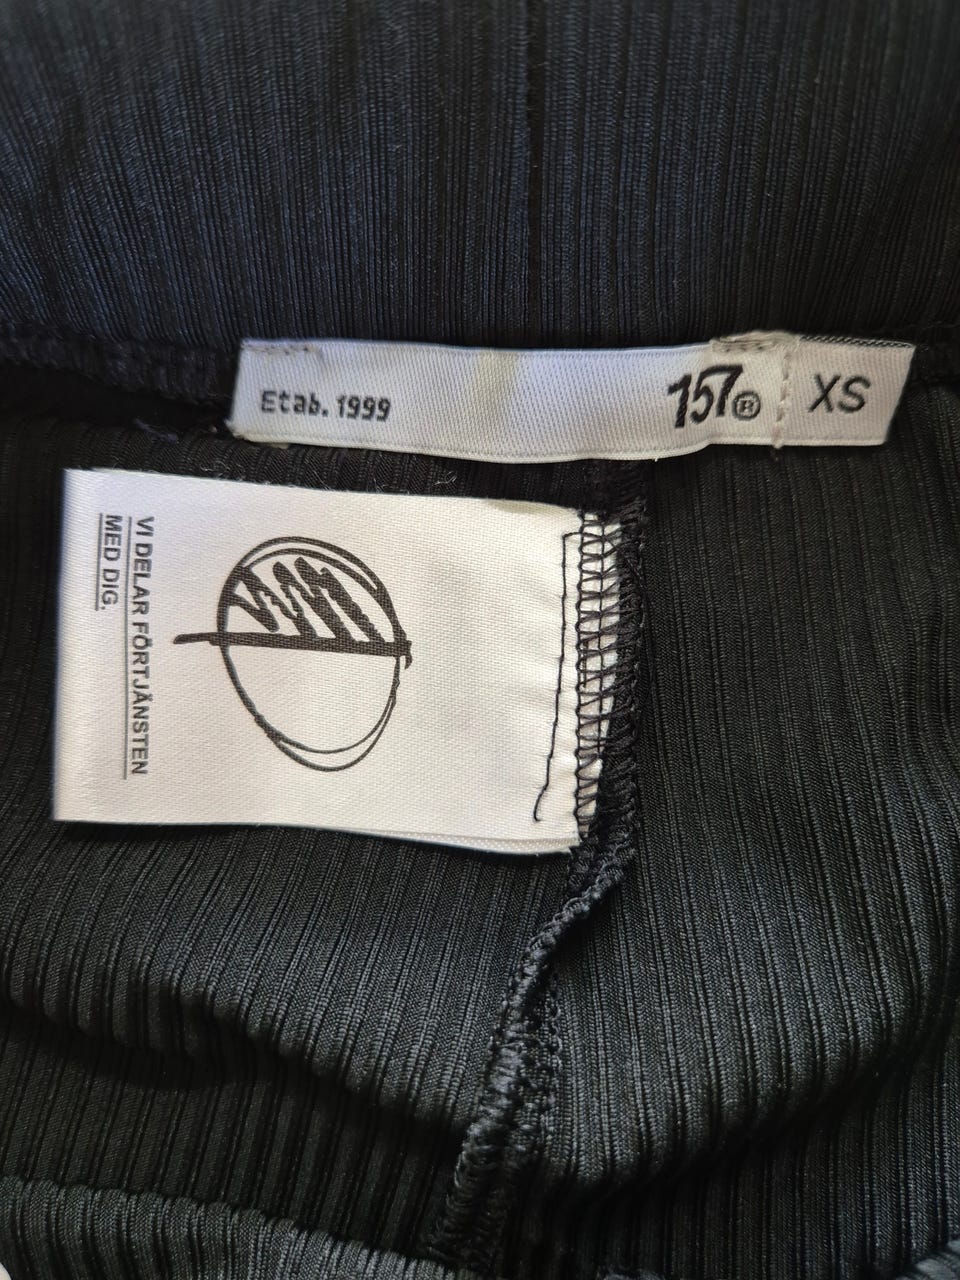 Etab. 1999
157®
XS
VI DELAR FÖRTJÄNSTEN
MED DIG.